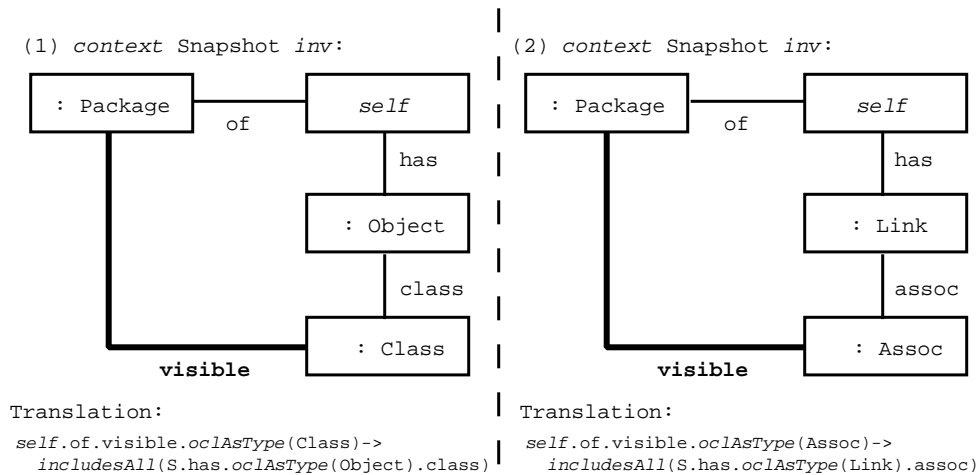 (1) context Snapshot inv:
: Package
of
self
has
: Object
class
: Class
visible
Translation:
self.of.visible.oclAsType(Class)->
includesAll(S.has.oclAsType(Object).class)
(2) context Snapshot inv:
: Package
of
self
has
: Link
assoc
: Assoc
visible
Translation:
self.of.visible.oclAsType(Assoc)->
includesAll(S.has.oclAsType(Link).assoc)